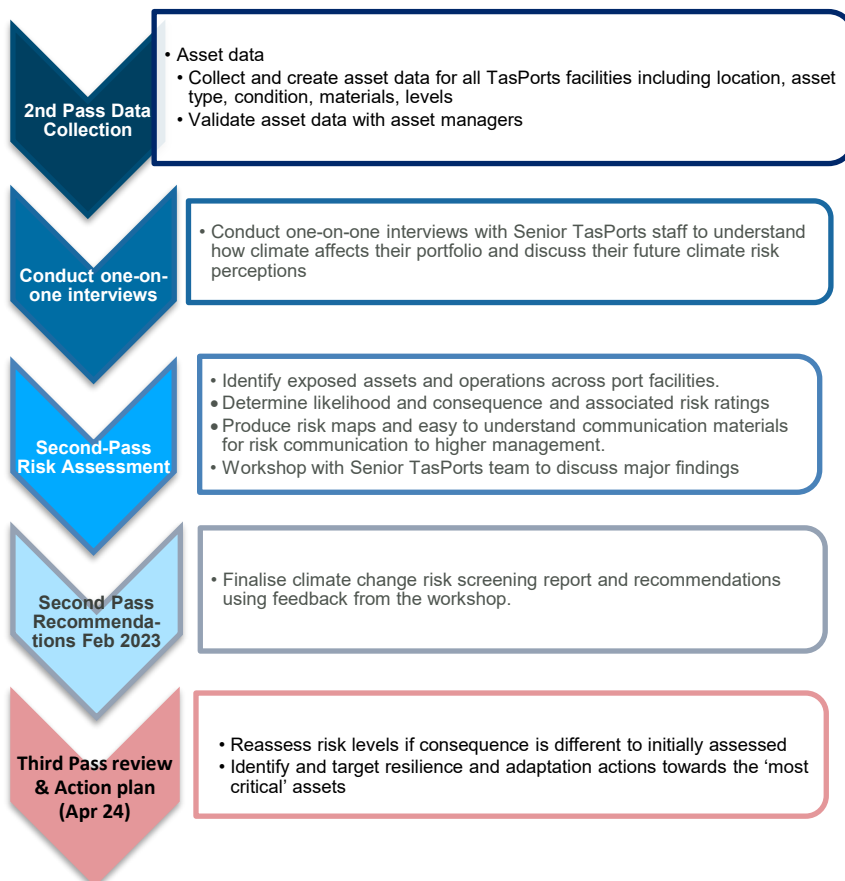 2nd Pass Data
Collection
• Asset data
• Collect and create asset data for all TasPorts facilities including location, asset
type, condition, materials, levels
• Validate asset data with asset managers
Conduct one-on-
one interviews
• Conduct one-on-one interviews with Senior TasPorts staff to understand
how climate affects their portfolio and discuss their future climate risk
perceptions
Second-Pass
Risk Assessment
• Identify exposed assets and operations across port facilities.
• Determine likelihood and consequence and associated risk ratings
• Produce risk maps and easy to understand communication materials
for risk communication to higher management.
• Workshop with Senior TasPorts team to discuss major findings
Second Pass
Recommenda-
tions Feb 2023
• Finalise climate change risk screening report and recommendations
using feedback from the workshop.
Third Pass review
& Action plan
(Apr 24)
• Reassess risk levels if consequence is different to initially assessed
• Identify and target resilience and adaptation actions towards the ‘most
critical’ assets